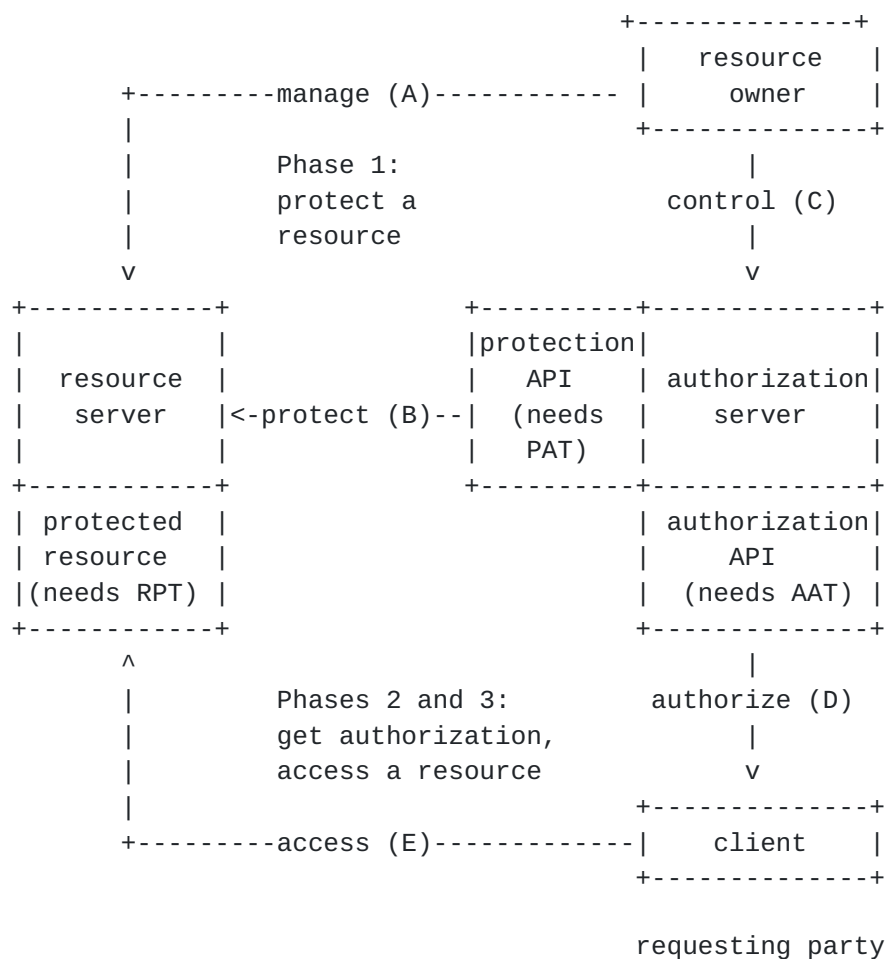 +--------------+
| resource |
+---------manage (A)------------ | owner |
| +--------------+
| Phase 1: |
| protect a control (C)
| resource |
v v
+------------+ +----------+--------------+
| | |protection| |
| resource | | API | authorization|
| server |<-protect (B)--| (needs | server |
| | | PAT) | |
+------------+ +----------+--------------+
| protected | | authorization|
| resource | | API |
|(needs RPT) | | (needs AAT) |
+------------+ +--------------+
^ |
| Phases 2 and 3: authorize (D)
| get authorization, |
| access a resource v
| +--------------+
+---------access (E)-------------| client |
+--------------+
requesting party